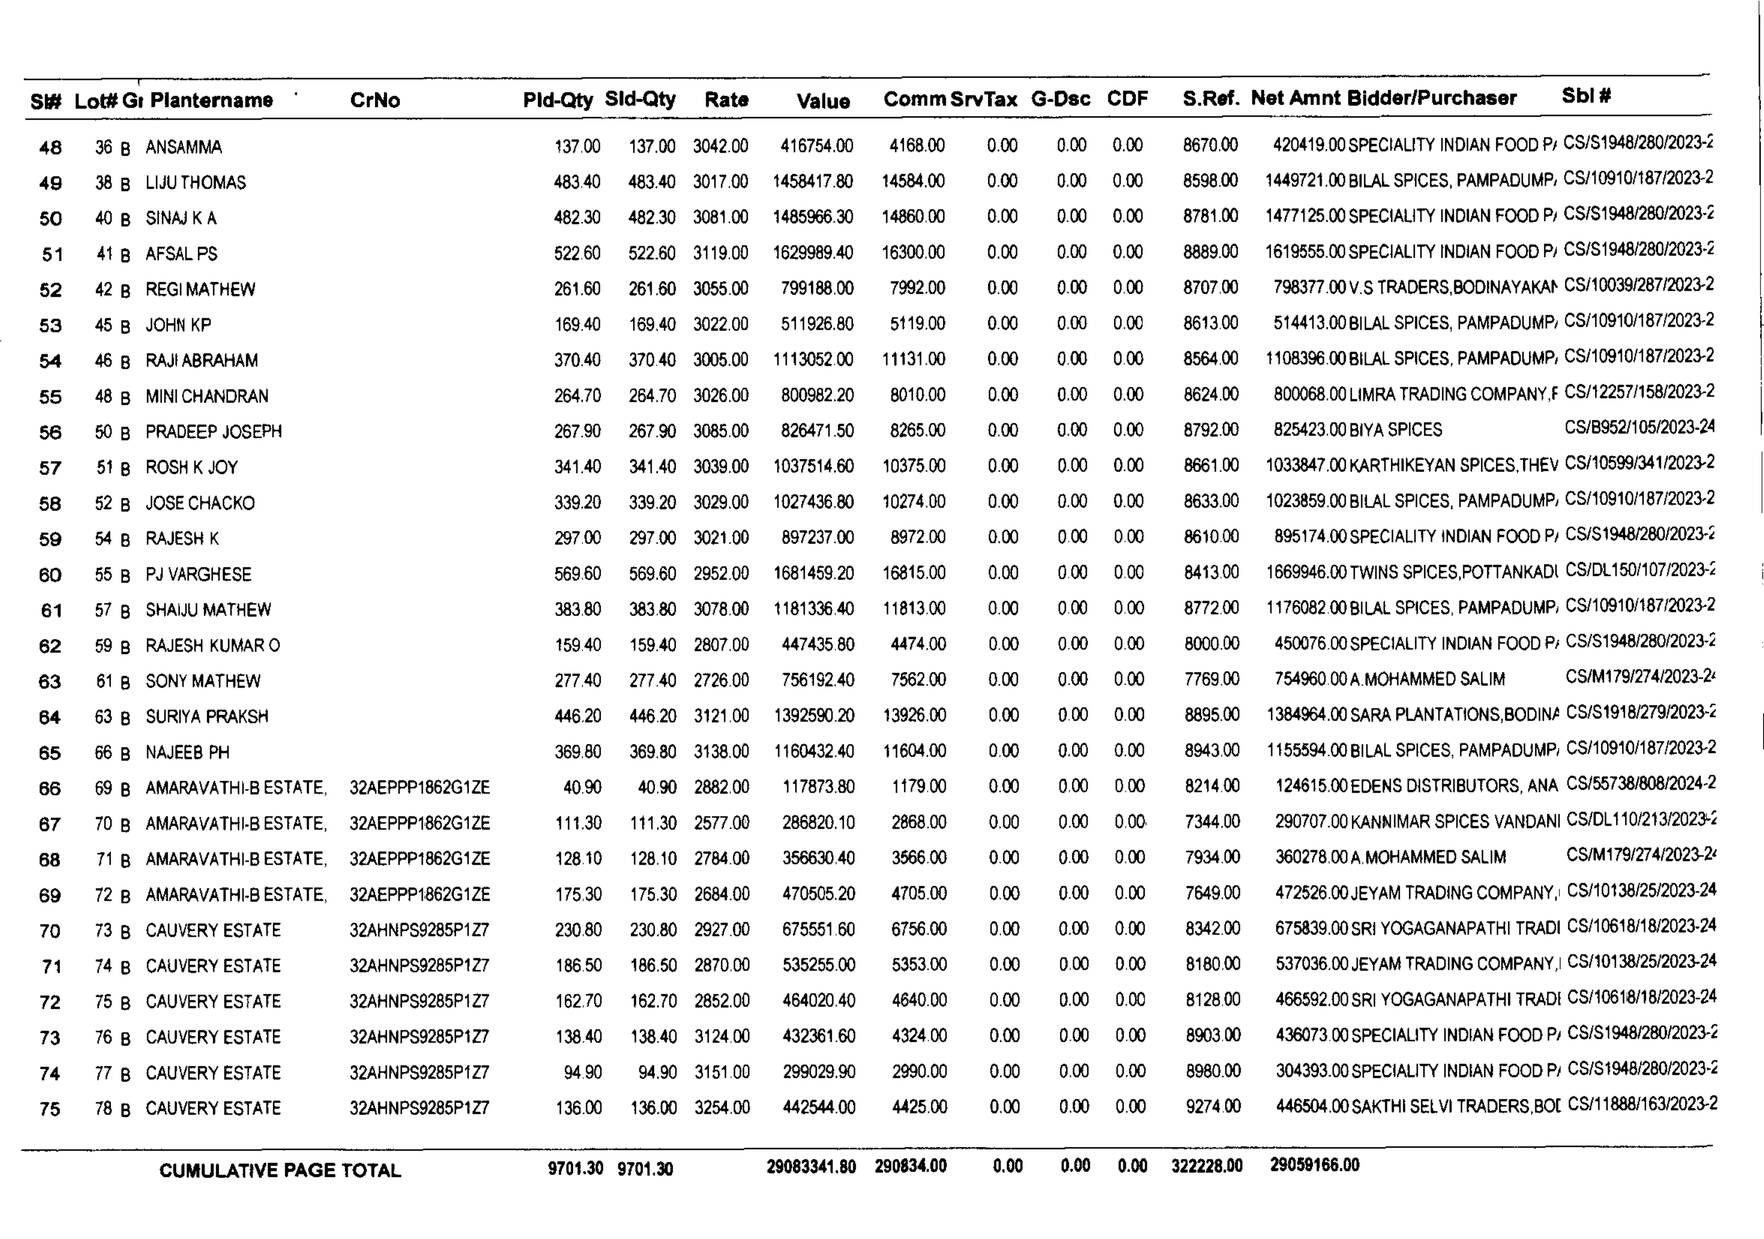 Sl# Lot# Gr Plantername CrNo Pld-Qty Sld-Qty Rate Value Comm SrvTax G-Dsc CDF S.Ref. Net Amnt Bidder/Purchaser Sbl #
48 36 B ANSAMMA 137.00 137.00 3042.00 416754.00 4168.00 0.00 0.00 0.00 8670.00 420419.00 SPECIALITY INDIAN FOOD PA CS/S1948/280/2023-2
49 38 B LIJU THOMAS 483.40 483.40 3017.00 1458417.80 14584.00 0.00 0.00 0.00 8598.00 1449721.00 BILAL SPICES, PAMPADUMP, CS/10910/187/2023-2
50 40 B SINAJ K A 482.30 482.30 3081.00 1485966.30 14860.00 0.00 0.00 0.00 8781.00 1477125.00 SPECIALITY INDIAN FOOD PA CS/S1948/280/2023-2
51 41 B AFSAL PS 522.60 522.60 3119.00 1629989.40 16300.00 0.00 0.00 0.00 8889.00 1619555.00 SPECIALITY INDIAN FOOD PA CS/S1948/280/2023-2
52 42 B REGI MATHEW 261.60 261.60 3055.00 799188.00 7992.00 0.00 0.00 0.00 8707.00 798377.00 V.S TRADERS,BODINAYAKAN CS/10039/287/2023-2
53 45 B JOHN KP 169.40 169.40 3022.00 511926.80 5119.00 0.00 0.00 0.00 8613.00 514413.00 BILAL SPICES, PAMPADUMP, CS/10910/187/2023-2
54 46 B RAJI ABRAHAM 370.40 370.40 3005.00 1113052.00 11131.00 0.00 0.00 0.00 8564.00 1108396.00 BILAL SPICES, PAMPADUMP, CS/10910/187/2023-2
55 48 B MINI CHANDRAN 264.70 264.70 3026.00 800982.20 8010.00 0.00 0.00 0.00 8624.00 800068.00 LIMRA TRADING COMPANY,F CS/12257/158/2023-2
56 50 B PRADEEP JOSEPH 267.90 267.90 3085.00 826471.50 8265.00 0.00 0.00 0.00 8792.00 825423.00 BIYA SPICES CS/B952/105/2023-24
57 51 B ROSH K JOY 341.40 341.40 3039.00 1037514.60 10375.00 0.00 0.00 0.00 8661.00 1033847.00 KARTHIKEYAN SPICES,THEV CS/10599/341/2023-2
58 52 B JOSE CHACKO 339.20 339.20 3029.00 1027436.80 10274.00 0.00 0.00 0.00 8633.00 1023859.00 BILAL SPICES, PAMPADUMP, CS/10910/187/2023-2
59 54 B RAJESH K 297.00 297.00 3021.00 897237.00 8972.00 0.00 0.00 0.00 8610.00 895174.00 SPECIALITY INDIAN FOOD PA CS/S1948/280/2023-2
60 55 B PJ VARGHESE 569.60 569.60 2952.00 1681459.20 16815.00 0.00 0.00 0.00 8413.00 1669946.00 TWINS SPICES,POTTANKADU CS/DL150/107/2023-2
61 57 B SHAIJU MATHEW 383.80 383.80 3078.00 1181336.40 11813.00 0.00 0.00 0.00 8772.00 1176082.00 BILAL SPICES, PAMPADUMP, CS/10910/187/2023-2
62 59 B RAJESH KUMAR O 159.40 159.40 2807.00 447435.80 4474.00 0.00 0.00 0.00 8000.00 450076.00 SPECIALITY INDIAN FOOD PA CS/S1948/280/2023-2
63 61 B SONY MATHEW 277.40 277.40 2726.00 756192.40 7562.00 0.00 0.00 0.00 7769.00 754960.00 A.MOHAMMED SALIM CS/M179/274/2023-24
64 63 B SURIYA PRAKSH 446.20 446.20 3121.00 1392590.20 13926.00 0.00 0.00 0.00 8895.00 1384964.00 SARA PLANTATIONS,BODINA CS/S1918/279/2023-2
65 66 B NAJEEB PH 369.80 369.80 3138.00 1160432.40 11604.00 0.00 0.00 0.00 8943.00 1155594.00 BILAL SPICES, PAMPADUMP, CS/10910/187/2023-2
66 69 B AMARAVATHI-B ESTATE, 32AEPPP1862G1ZE 40.90 40.90 2882.00 117873.80 1179.00 0.00 0.00 0.00 8214.00 124615.00 EDENS DISTRIBUTORS, ANA CS/55738/808/2024-2
67 70 B AMARAVATHI-B ESTATE, 32AEPPP1862G1ZE 111.30 111.30 2577.00 286820.10 2868.00 0.00 0.00 0.00 7344.00 290707.00 KANNIMAR SPICES VANDANI CS/DL110/213/2023-2
68 71 B AMARAVATHI-B ESTATE, 32AEPPP1862G1ZE 128.10 128.10 2784.00 356630.40 3566.00 0.00 0.00 0.00 7934.00 360278.00 A.MOHAMMED SALIM CS/M179/274/2023-24
69 72 B AMARAVATHI-B ESTATE, 32AEPPP1862G1ZE 175.30 175.30 2684.00 470505.20 4705.00 0.00 0.00 0.00 7649.00 472526.00 JEYAM TRADING COMPANY, CS/10138/25/2023-24
70 73 B CAUVERY ESTATE 32AHNPS9285P1Z7 230.80 230.80 2927.00 675551.60 6756.00 0.00 0.00 0.00 8342.00 675839.00 SRI YOGAGANAPATHI TRADI CS/10618/18/2023-24
71 74 B CAUVERY ESTATE 32AHNPS9285P1Z7 186.50 186.50 2870.00 535255.00 5353.00 0.00 0.00 0.00 8180.00 537036.00 JEYAM TRADING COMPANY, CS/10138/25/2023-24
72 75 B CAUVERY ESTATE 32AHNPS9285P1Z7 162.70 162.70 2852.00 464020.40 4640.00 0.00 0.00 0.00 8128.00 466592.00 SRI YOGAGANAPATHI TRADI CS/10618/18/2023-24
73 76 B CAUVERY ESTATE 32AHNPS9285P1Z7 138.40 138.40 3124.00 432361.60 4324.00 0.00 0.00 0.00 8903.00 436073.00 SPECIALITY INDIAN FOOD PA CS/S1948/280/2023-2
74 77 B CAUVERY ESTATE 32AHNPS9285P1Z7 94.90 94.90 3151.00 299029.90 2990.00 0.00 0.00 0.00 8980.00 304393.00 SPECIALITY INDIAN FOOD PA CS/S1948/280/2023-2
75 78 B CAUVERY ESTATE 32AHNPS9285P1Z7 136.00 136.00 3254.00 442544.00 4425.00 0.00 0.00 0.00 9274.00 446504.00 SAKTHI SELVI TRADERS,BOD CS/11888/163/2023-2
CUMULATIVE PAGE TOTAL 9701.30 9701.30 29083341.80 290834.00 0.00 0.00 0.00 322228.00 29059166.00